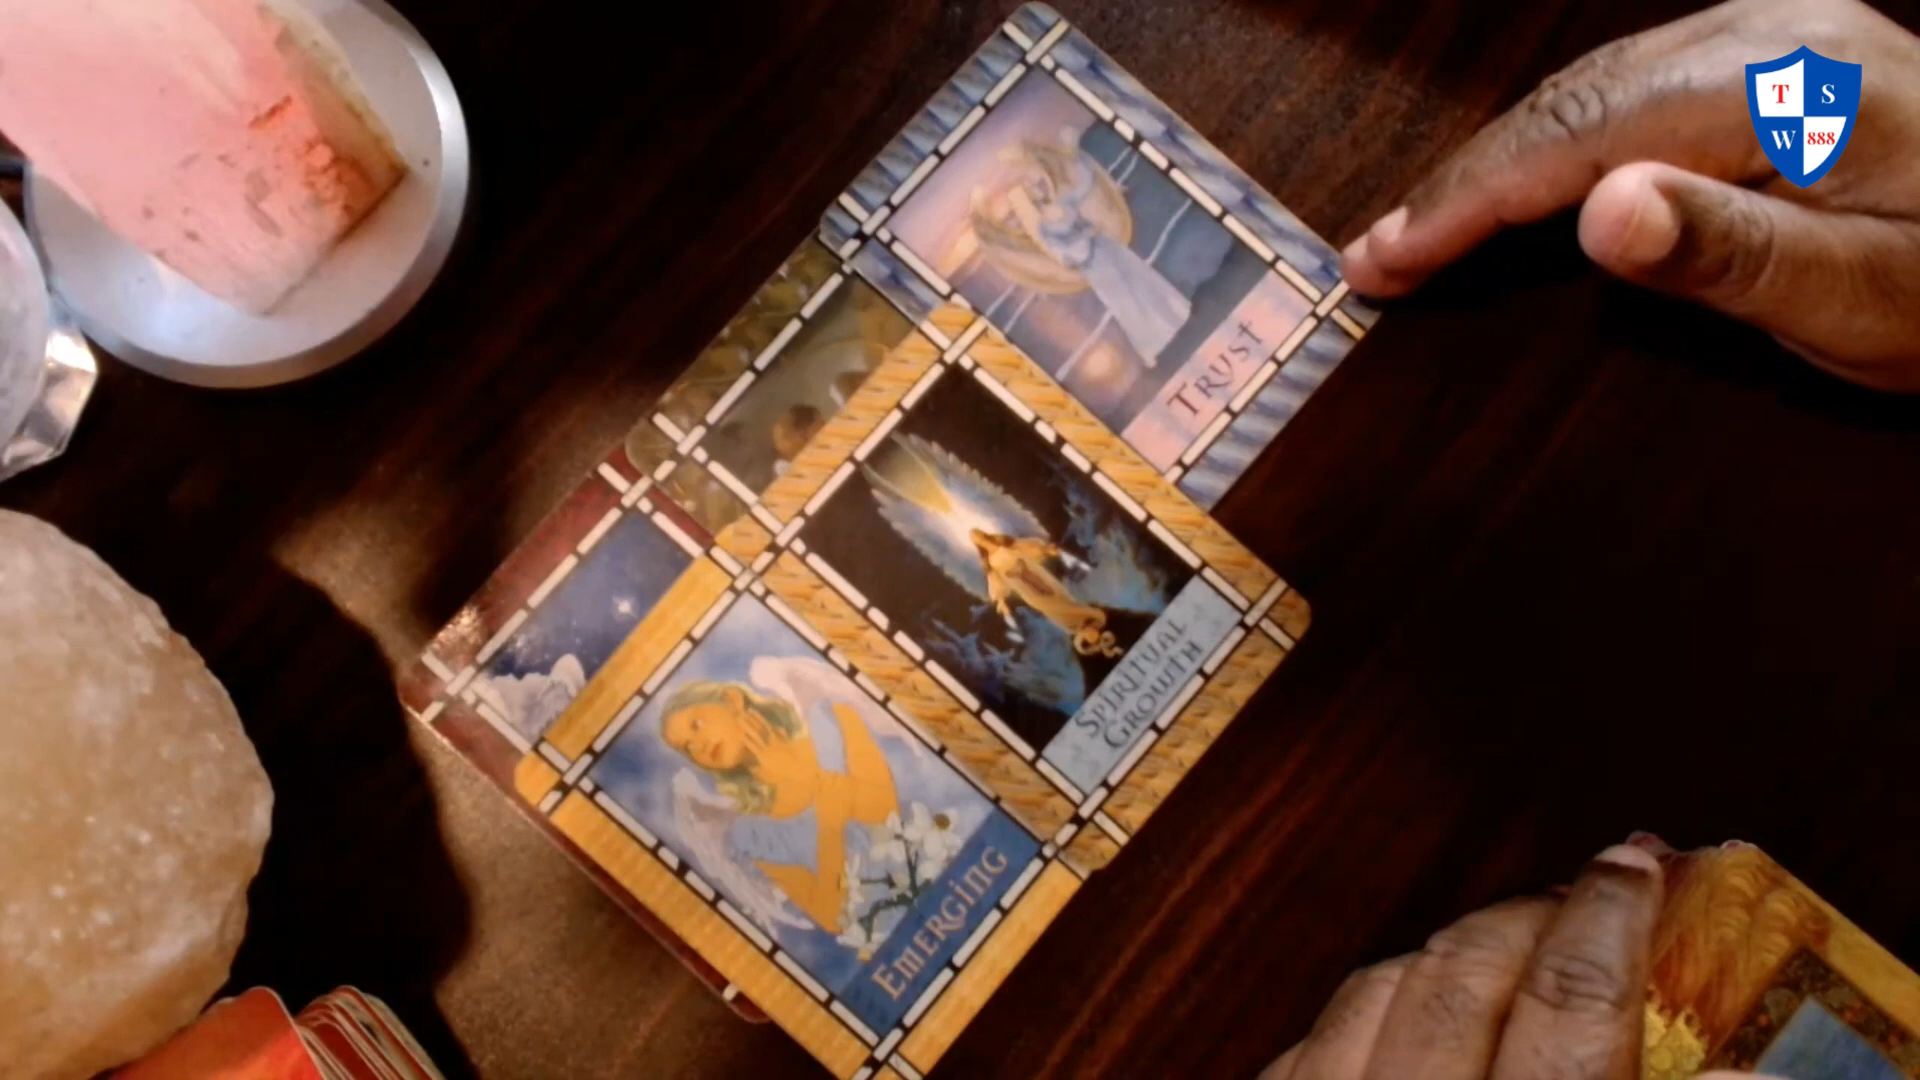 T S
W 888
TRUST
SPIRITUAL
GROWTH
EMERGING